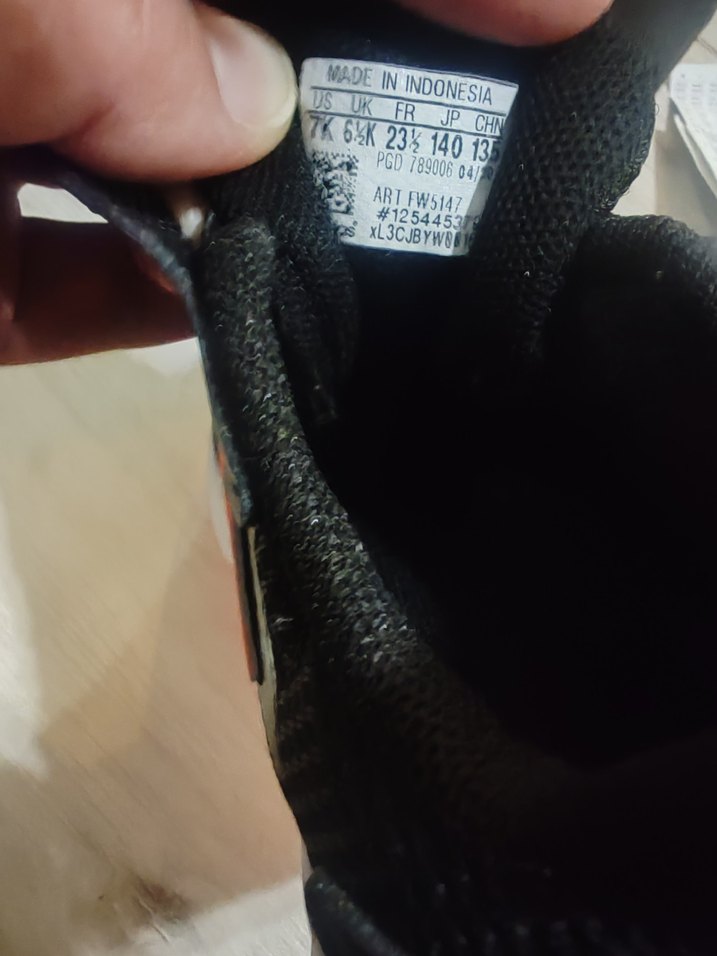 MADE IN INDONESIA
US UK FR JP CHN
7K 6½K 23½ 140 135
PGD 789006
ART FW5147